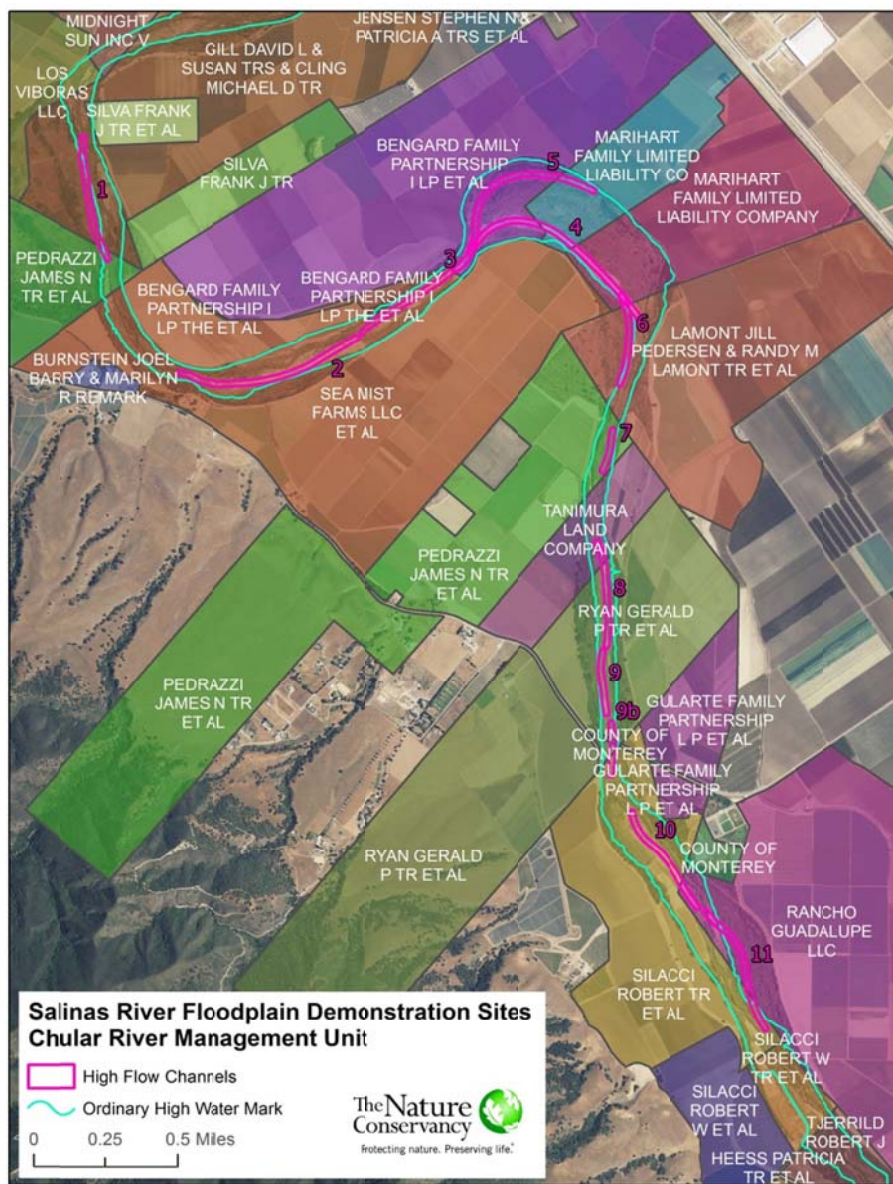 MIDNIGHT
SUN INC V
JENSEN STEPHEN N &
PATRICIA A TRS ET AL
GILL DAVID L &
SUSAN TRS & CLING
MICHAEL D TR
LOS
VIBORAS
LLC
SILVA FRANK
J TR ET AL
SILVA
FRANK J TR
BENGARD FAMILY
PARTNERSHIP
I LP ET AL
MARIHART
FAMILY LIMITED
LIABILITY CO
MARIHART
FAMILY LIMITED
LIABILITY COMPANY
1
5
4
3
PEDRAZZI
JAMES N
TR ET AL
BENGARD FAMILY
PARTNERSHIP I
LP THE ET AL
BENGARD FAMILY
PARTNERSHIP I
LP THE ET AL
6
LAMONT JILL
PEDERSEN & RANDY M
LAMONT TR ET AL
BURNSTEIN JOEL
BARRY & MARILYN
R REMARK
2
SEA NIST
FARMS LLC
ET AL
7
TANIMURA
LAND
COMPANY
PEDRAZZI
JAMES N TR
ET AL
8
RYAN GERALD
P TR ET AL
PEDRAZZI
JAMES N TR
ET AL
9
9b
GULARTE FAMILY
PARTNERSHIP
L P ET AL
COUNTY OF
MONTEREY
GULARTE FAMILY
PARTNERSHIP
L P ET AL
10
COUNTY OF
MONTEREY
RYAN GERALD
P TR ET AL
RANCHO
GUADALUPE
LLC
11
SILACCI
ROBERT TR
ET AL
SILACCI
ROBERT W
TR ET AL
SILACCI
ROBERT
W ET AL
TJERRILD
ROBERT J
HEESS PATRICIA
TR ET AL
Salinas River Floodplain Demonstration Sites
Chular River Management Unit
High Flow Channels
Ordinary High Water Mark
0 0.25 0.5 Miles
The Nature
Conservancy
Protecting nature. Preserving life.